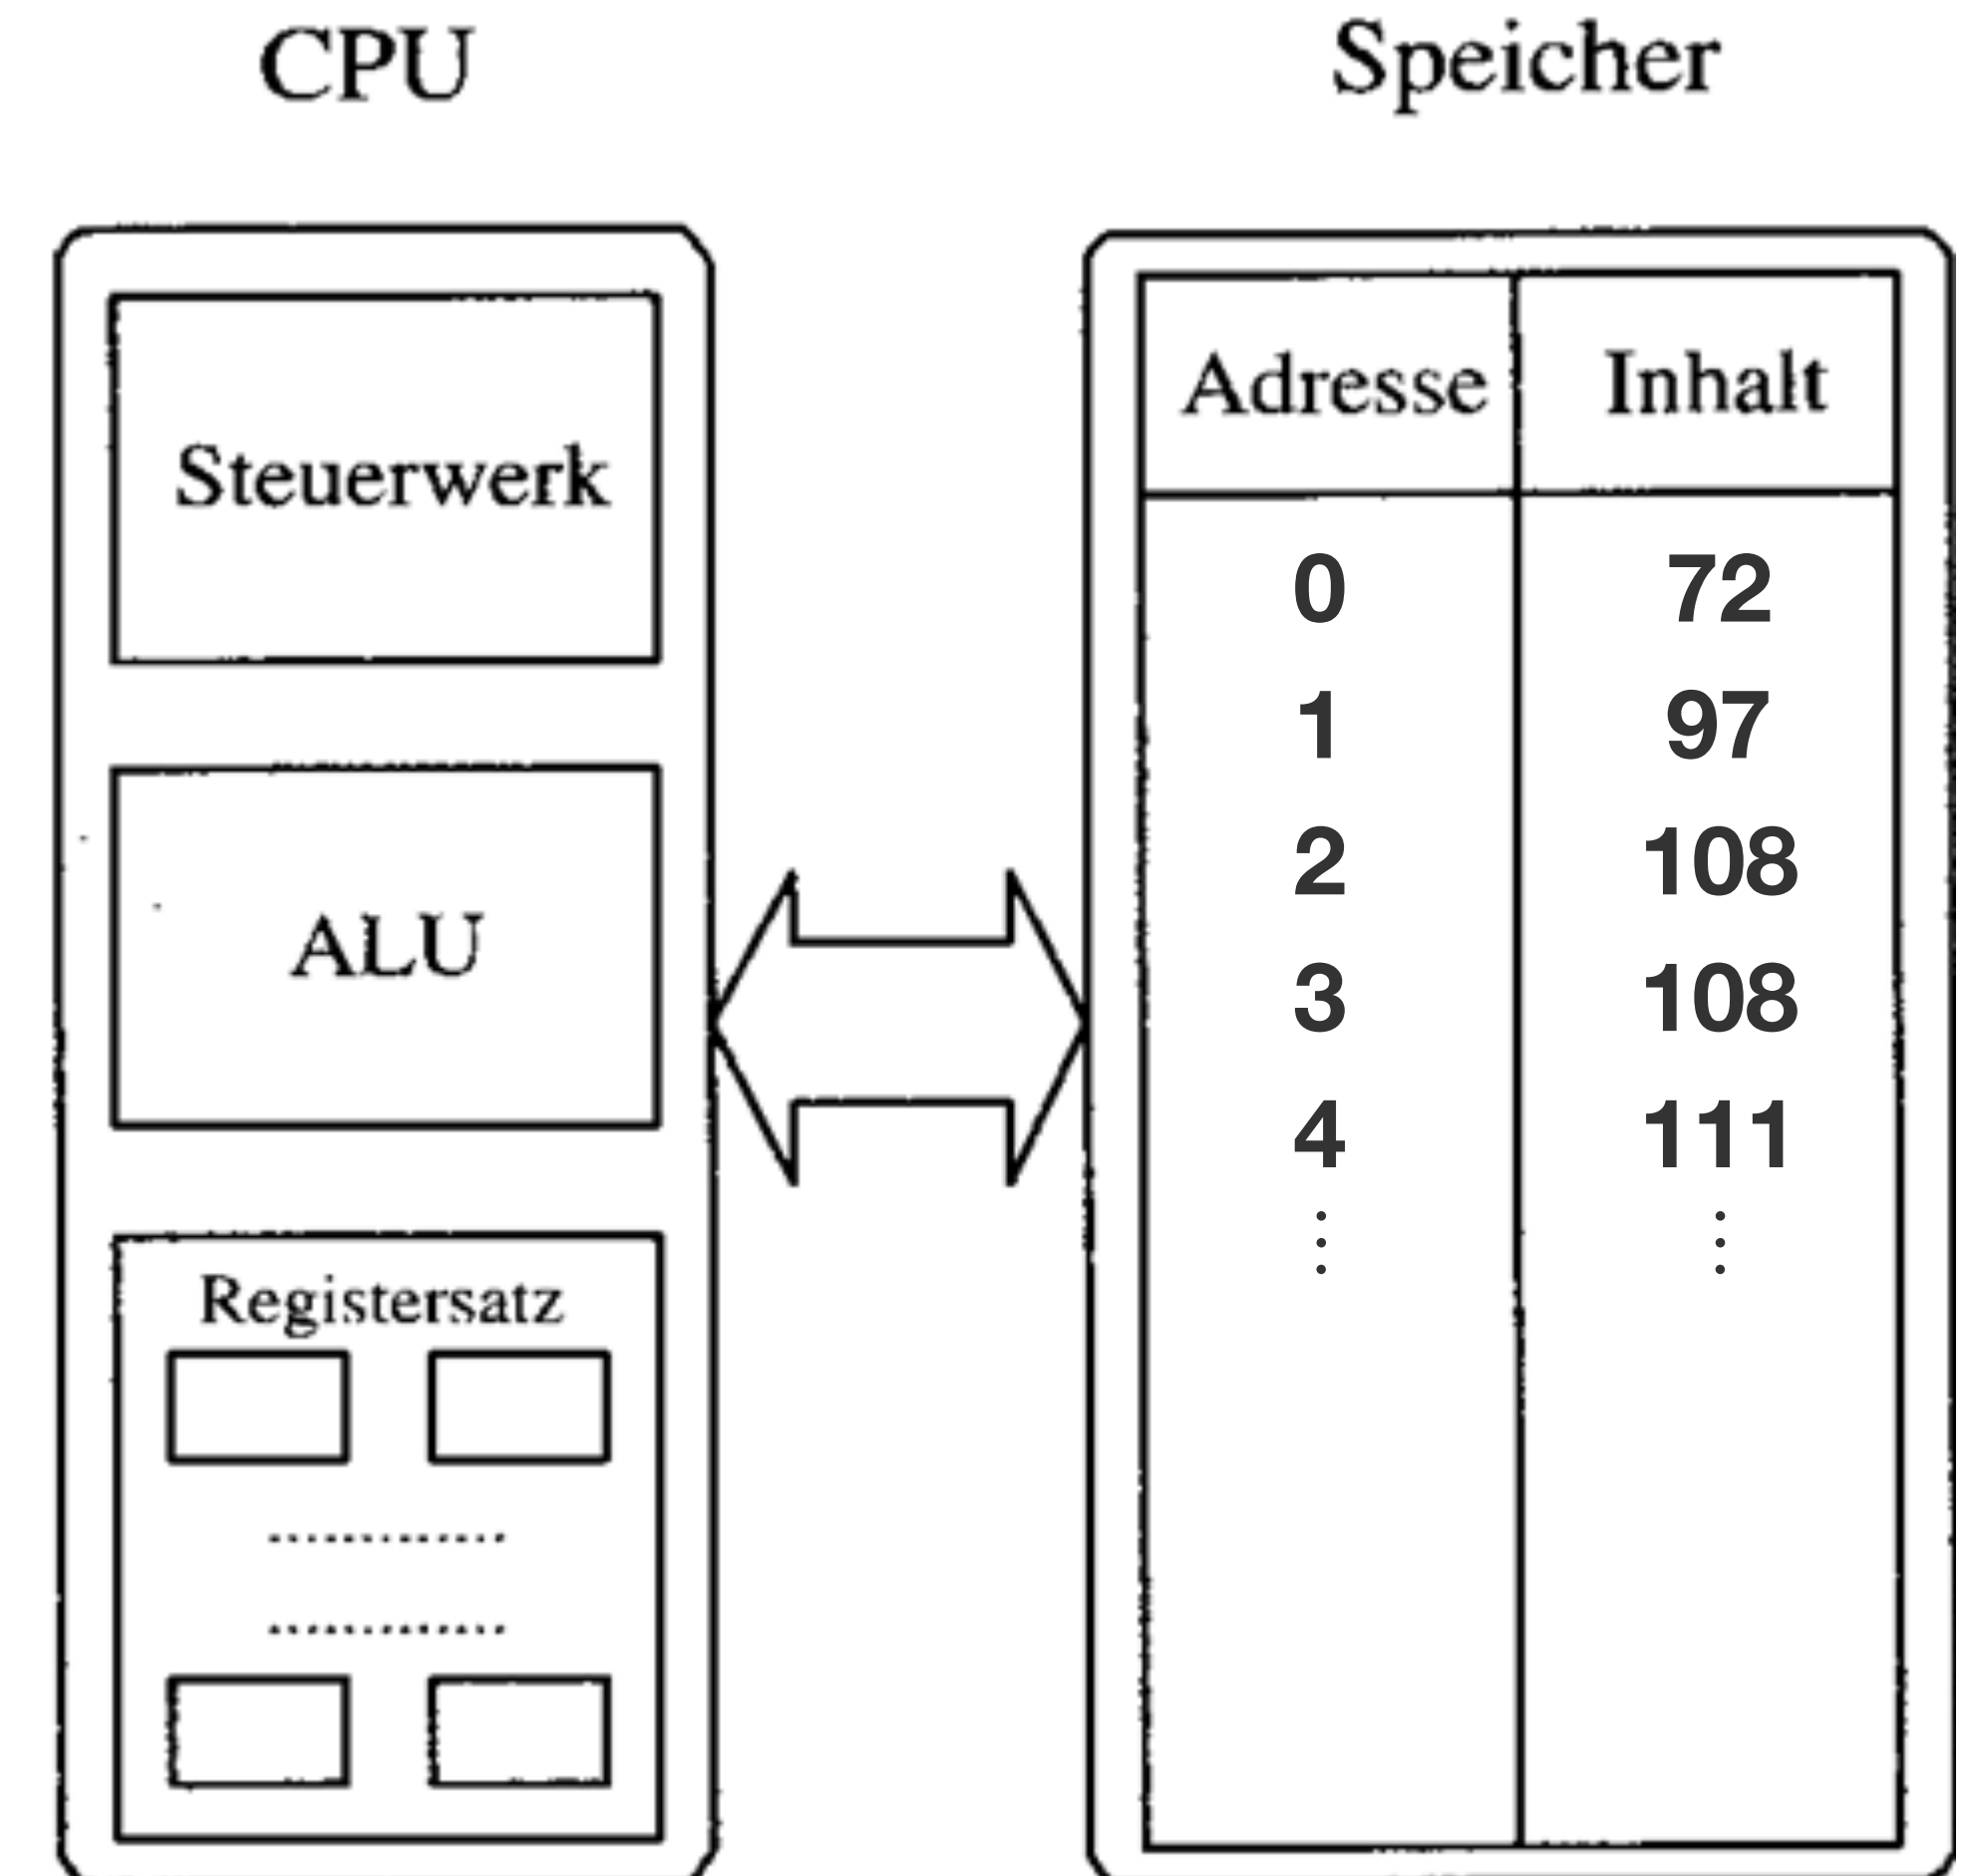 CPU
Steuerwerk
ALU
Registersatz
Speicher
Adresse Inhalt
0 72
1 97
2 108
3 108
4 111
⋮ ⋮